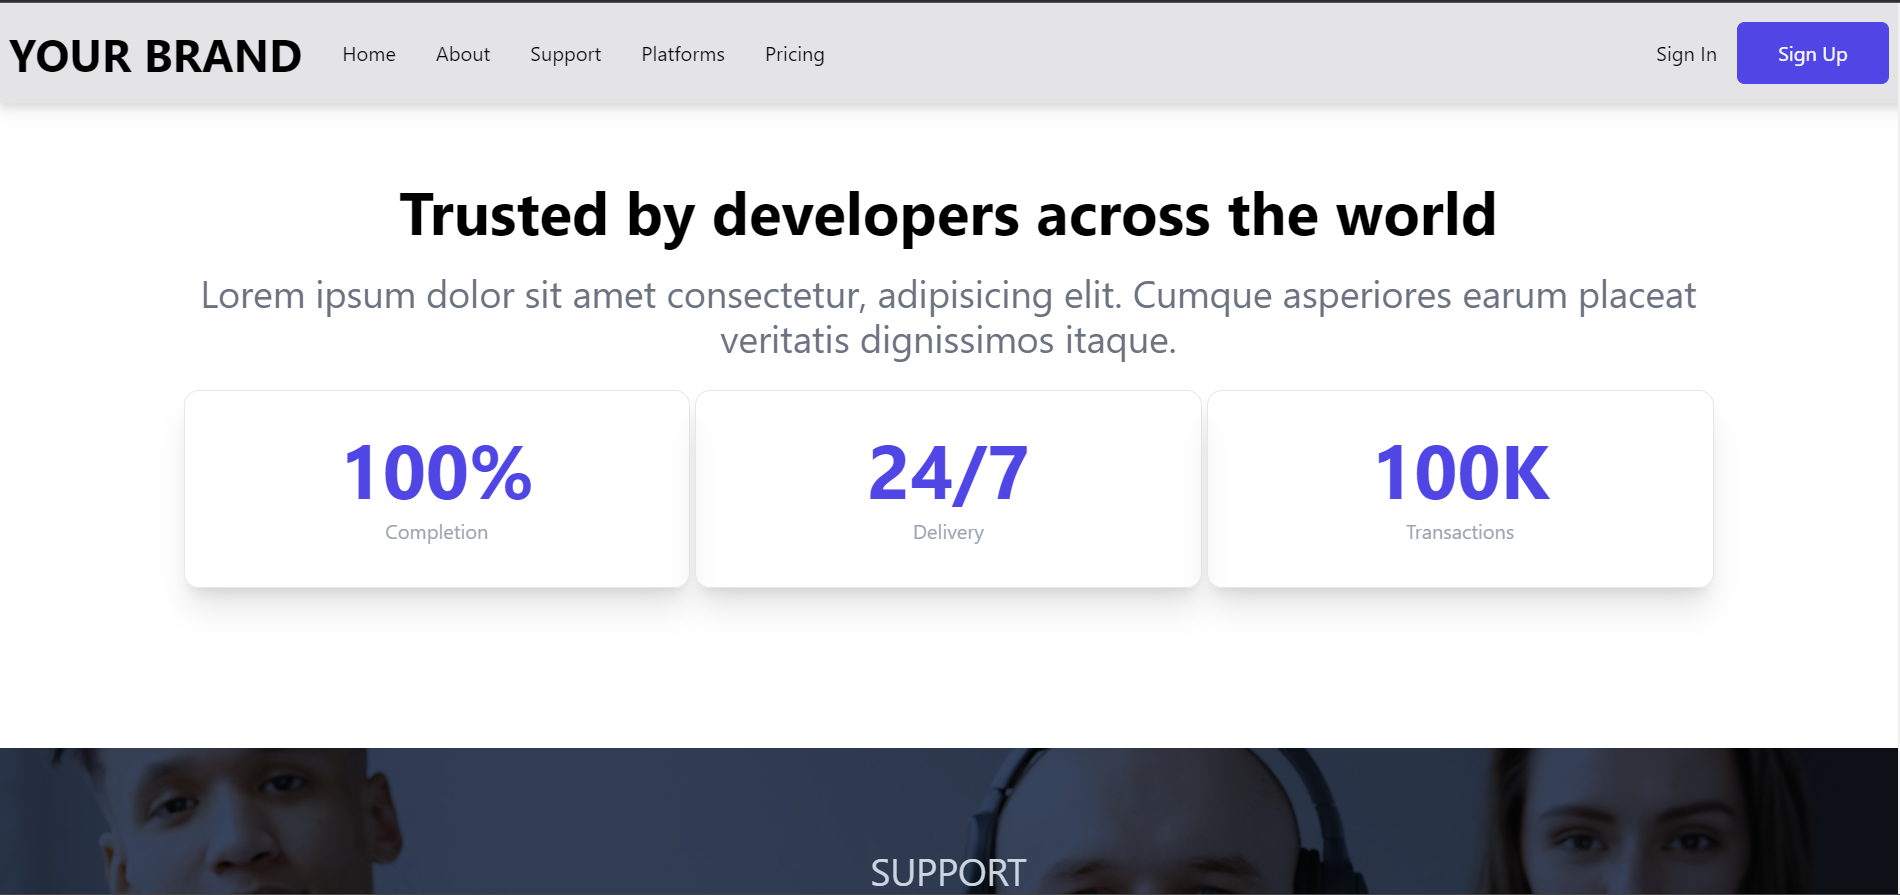 YOUR BRAND Home About Support Platforms Pricing Sign In Sign Up
Trusted by developers across the world
Lorem ipsum dolor sit amet consectetur, adipisicing elit. Cumque asperiores earum placeat
veritatis dignissimos itaque.
100% 24/7 100K
Completion Delivery Transactions
SUPPORT